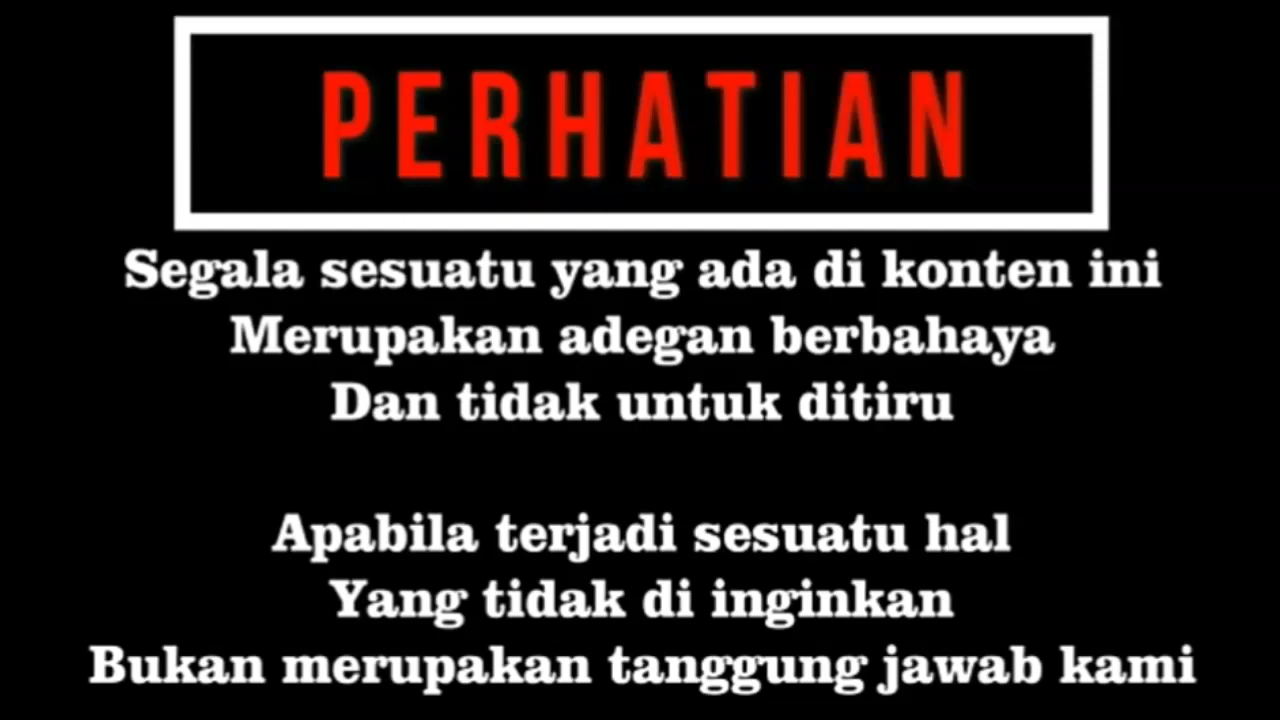 PERHATIAN
Segala sesuatu yang ada di konten ini
Merupakan adegan berbahaya
Dan tidak untuk ditiru
Apabila terjadi sesuatu hal
Yang tidak di inginkan
Bukan merupakan tanggung jawab kami